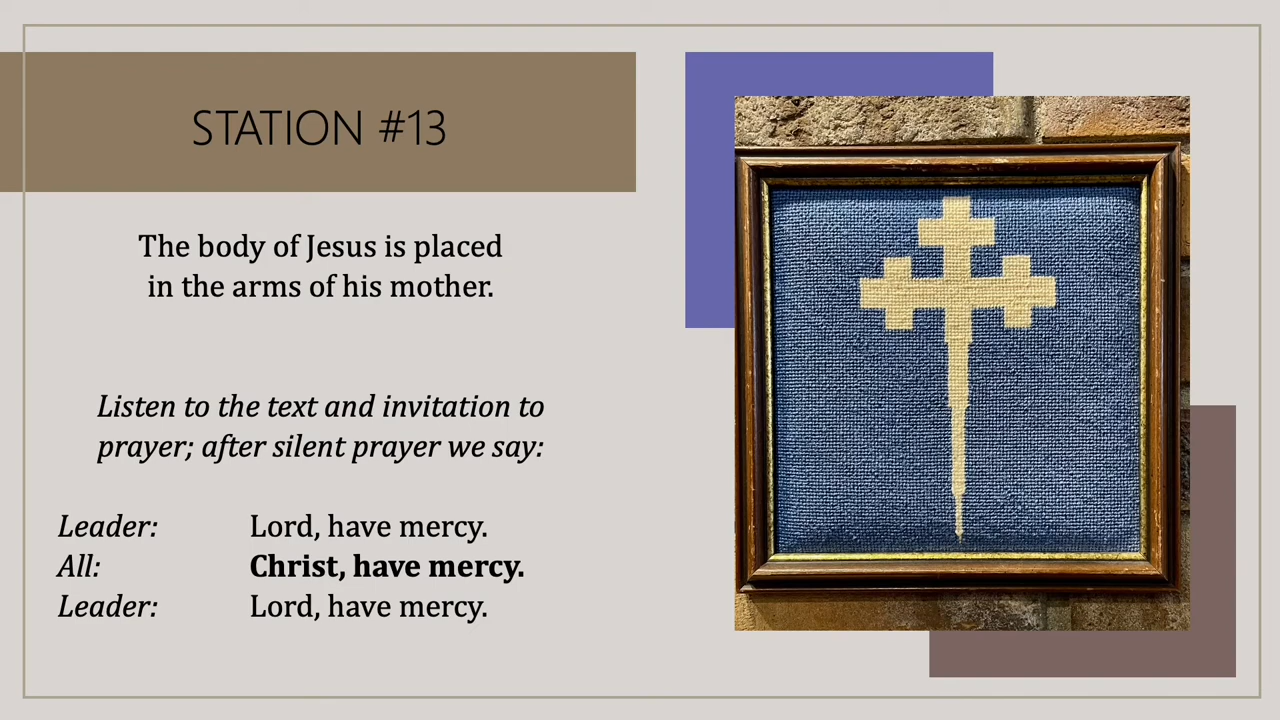 STATION #13
The body of Jesus is placed
in the arms of his mother.
Listen to the text and invitation to
prayer; after silent prayer we say:
Leader: Lord, have mercy.
All: Christ, have mercy.
Leader: Lord, have mercy.